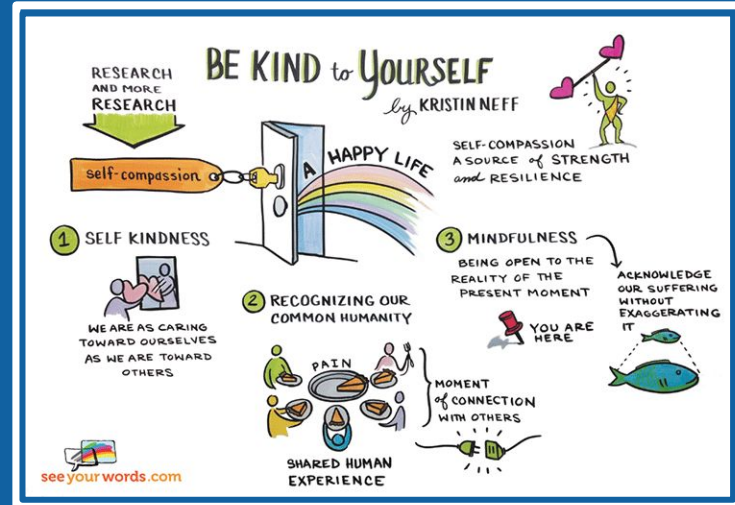 BE KIND to YOURSELF
by KRISTIN NEFF
RESEARCH
AND MORE
RESEARCH
self-compassion
A HAPPY LIFE
SELF-COMPASSION
A SOURCE of STRENGTH
and RESILIENCE
1 SELF KINDNESS
WE ARE AS CARING
TOWARD OURSELVES
AS WE ARE TOWARD
OTHERS
2 RECOGNIZING OUR
COMMON HUMANITY
PAIN
SHARED HUMAN
EXPERIENCE
MOMENT
of CONNECTION
WITH OTHERS
3 MINDFULNESS
BEING OPEN TO THE
REALITY OF THE
PRESENT MOMENT
YOU ARE
HERE
ACKNOWLEDGE
OUR SUFFERING
WITHOUT
EXAGGERATING
IT
seeyourwords.com